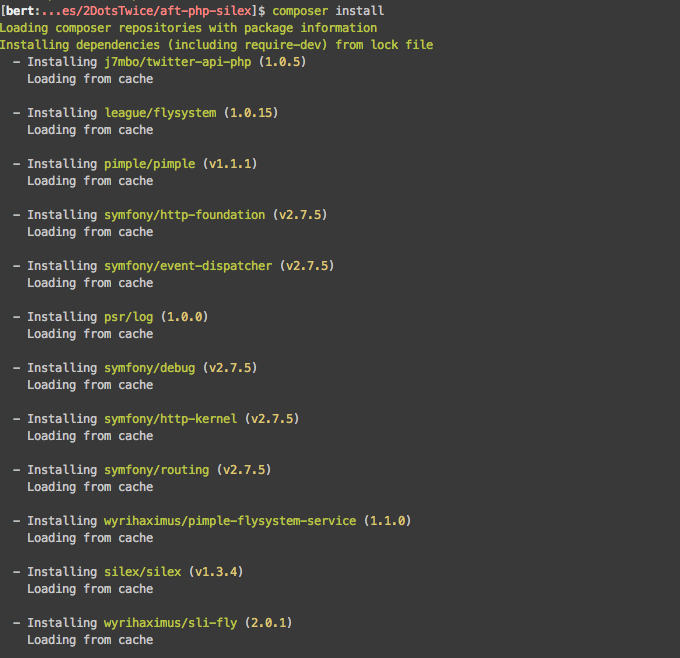 [bert:...es/2DotsTwice/aft-php-silex]$ composer install
Loading composer repositories with package information
Installing dependencies (including require-dev) from lock file
  - Installing j7mbo/twitter-api-php (1.0.5)
    Loading from cache

  - Installing league/flysystem (1.0.15)
    Loading from cache

  - Installing pimple/pimple (v1.1.1)
    Loading from cache

  - Installing symfony/http-foundation (v2.7.5)
    Loading from cache

  - Installing symfony/event-dispatcher (v2.7.5)
    Loading from cache

  - Installing psr/log (1.0.0)
    Loading from cache

  - Installing symfony/debug (v2.7.5)
    Loading from cache

  - Installing symfony/http-kernel (v2.7.5)
    Loading from cache

  - Installing symfony/routing (v2.7.5)
    Loading from cache

  - Installing wyrihaximus/pimple-flysystem-service (1.1.0)
    Loading from cache

  - Installing silex/silex (v1.3.4)
    Loading from cache

  - Installing wyrihaximus/sli-fly (2.0.1)
    Loading from cache